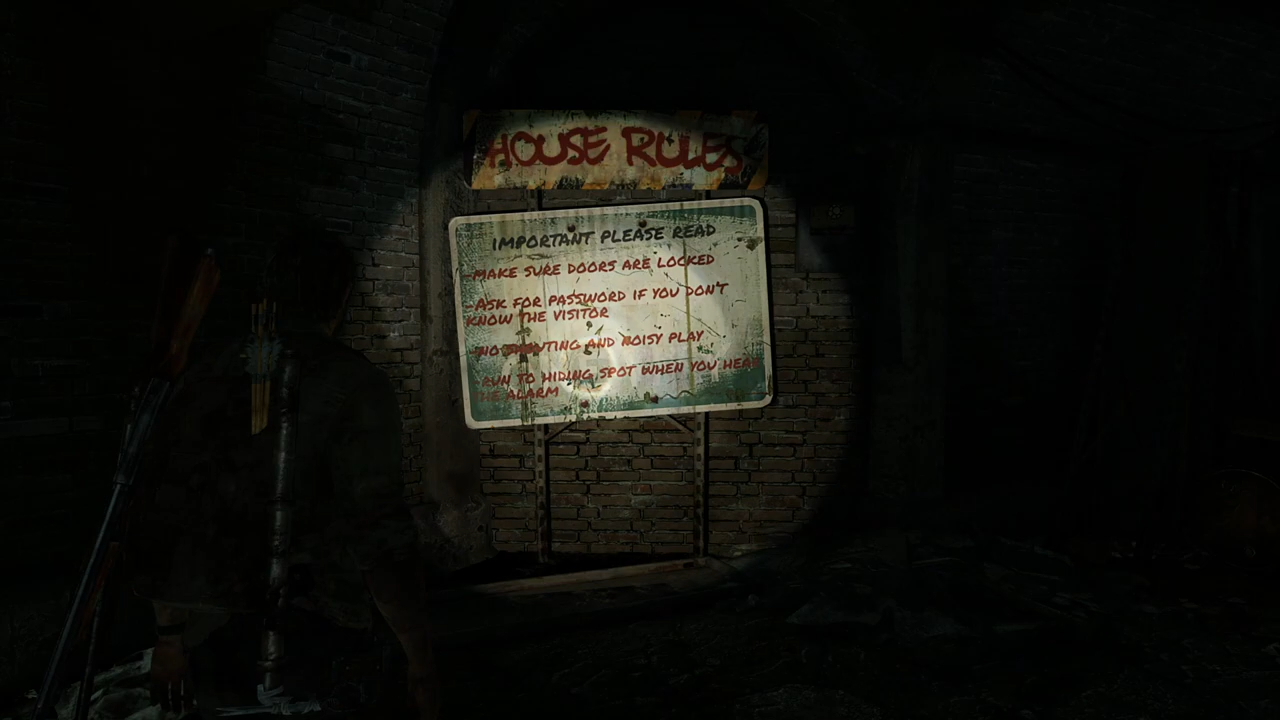 HOUSE RULES
IMPORTANT PLEASE READ
-MAKE SURE DOORS ARE LOCKED
-ASK FOR PASSWORD IF YOU DON'T
KNOW THE VISITOR
-NO SHOUTING AND NOISY PLAY
-RUN TO HIDING SPOT WHEN YOU HEAR
THE ALARM